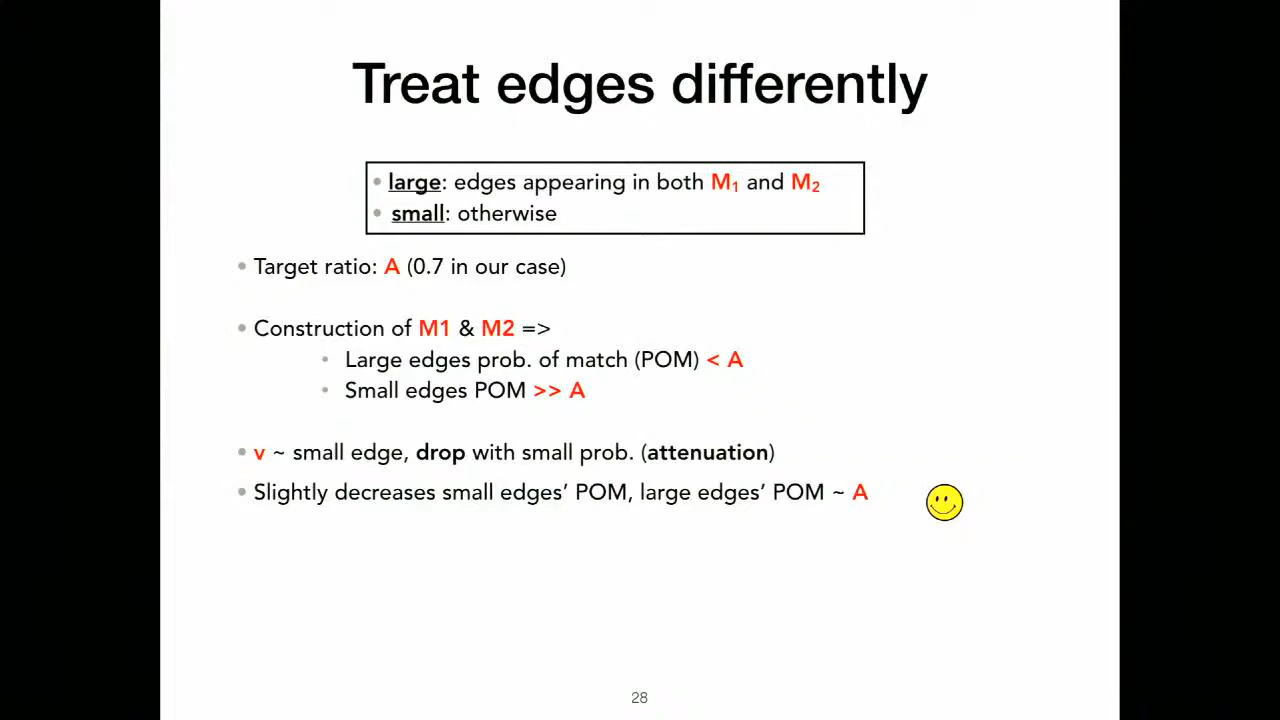 Treat edges differently
• large: edges appearing in both M₁ and M₂
• small: otherwise
• Target ratio: A (0.7 in our case)
• Construction of M1 & M2 =>
• Large edges prob. of match (POM) < A
• Small edges POM >> A
• v ~ small edge, drop with small prob. (attenuation)
• Slightly decreases small edges’ POM, large edges’ POM ~ A
28